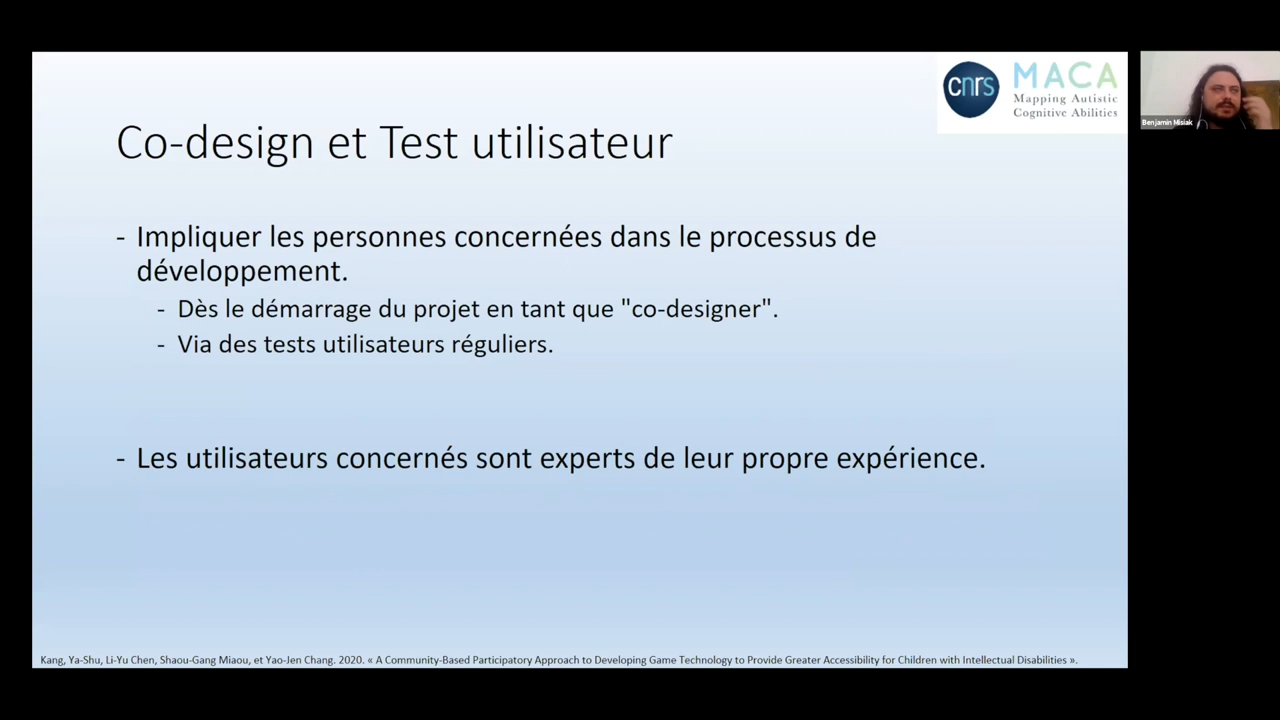 cnrs
MACA
Mapping Autistic
Cognitive Abilities
Benjamin Misiak
Co-design et Test utilisateur
- Impliquer les personnes concernées dans le processus de
développement.
- Dès le démarrage du projet en tant que "co-designer".
- Via des tests utilisateurs réguliers.
- Les utilisateurs concernés sont experts de leur propre expérience.
Kang, Ya-Shu, Li-Yu Chen, Shaou-Gang Miaou, et Yao-Jen Chang. 2020. « A Community-Based Participatory Approach to Developing Game Technology to Provide Greater Accessibility for Children with Intellectual Disabilities ».